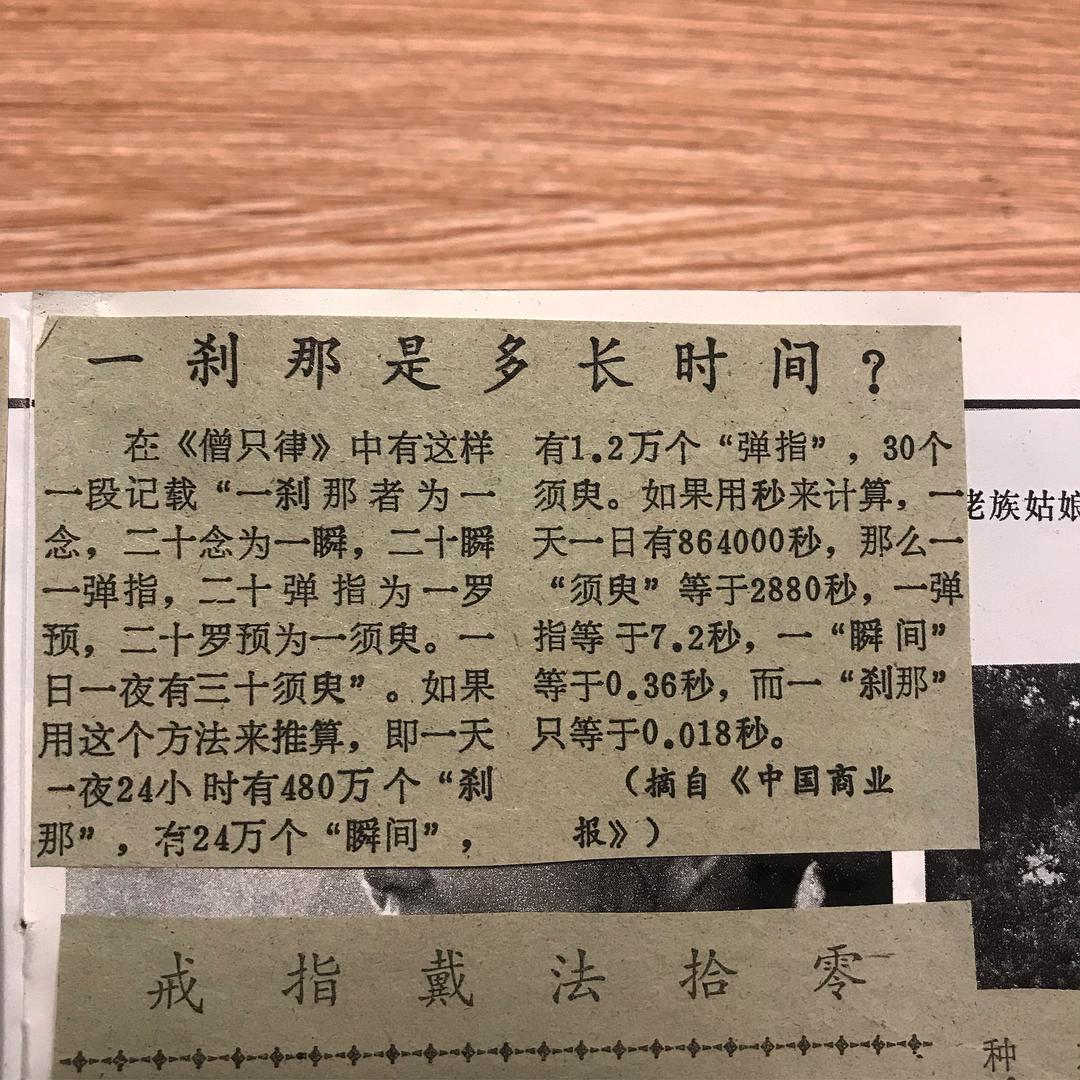 一刹那是多长时间？
在《僧只律》中有这样
一段记载“一刹那者为一
念，二十念为一瞬，二十瞬
一弹指，二十弹指为一罗
预，二十罗预为一须臾。一
日一夜有三十须臾”。如果
用这个方法来推算，即一天
一夜24小时有480万个“刹
那”，有24万个“瞬间”，
有1.2万个“弹指”，30个
须臾。如果用秒来计算，一
天一日有864000秒，那么一
“须臾”等于2880秒，一弹
指等于7.2秒，一“瞬间”
等于0.36秒，而一“刹那”
只等于0.018秒。
（摘自《中国商业
报》）
老族姑娘
戒指戴法拾零
种